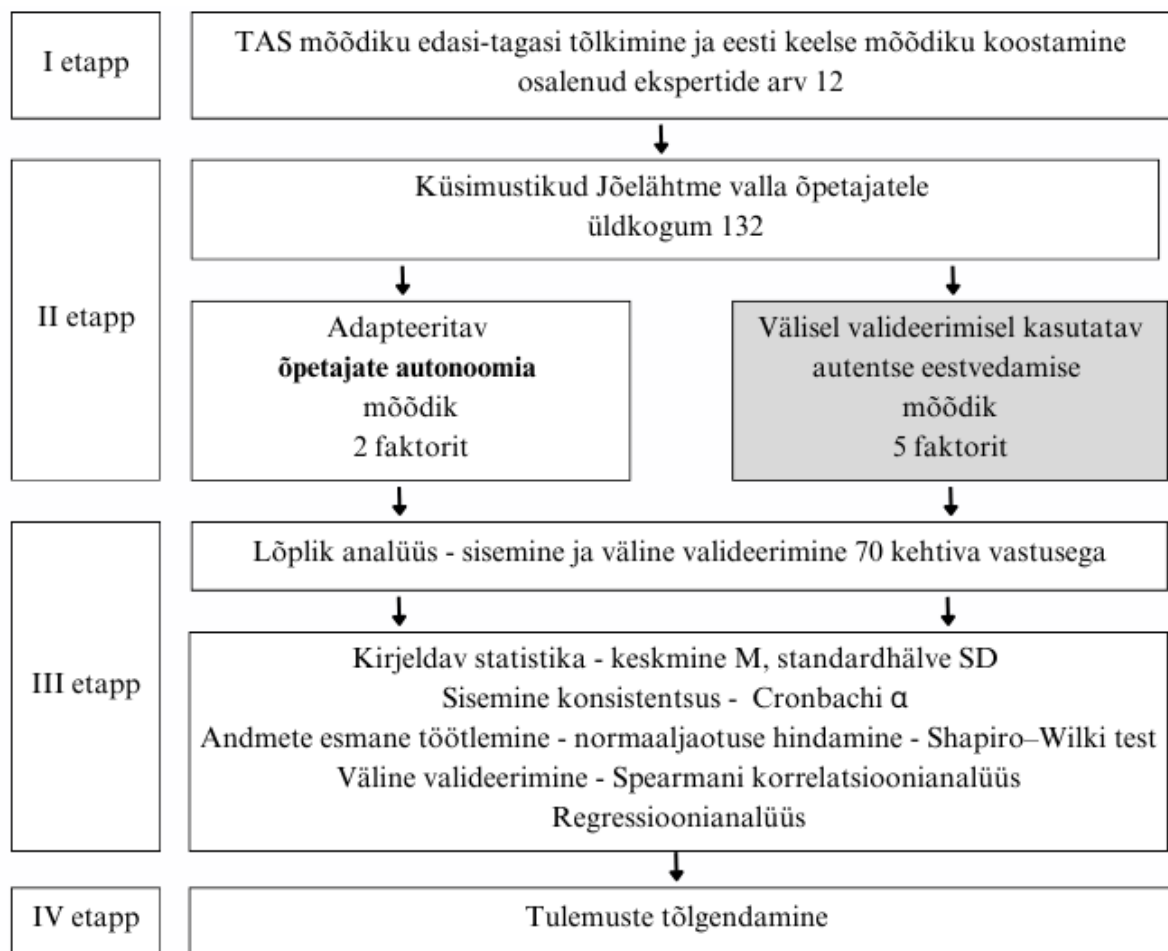 I etapp
TAS mõõdiku edasi-tagasi tõlkimine ja eesti keelse mõõdiku koostamine
osalenud ekspertide arv 12
II etapp
Küsimustikud Jõelähtme valla õpetajatele
üldkogum 132
Adapteeritav
õpetajate autonoomia
mõõdik
2 faktorit
Välisel valideerimisel kasutatav
autentse eestvedamise
mõõdik
5 faktorit
III etapp
Lõplik analüüs - sisemine ja väline valideerimine 70 kehtiva vastusega
Kirjeldav statistika - keskmine M, standardhälve SD
Sisemine konsistentsus - Cronbachi α
Andmete esmane töötlemine - normaaljaotuse hindamine - Shapiro–Wilki test
Väline valideerimine - Spearmani korrelatsioonianalüüs
Regressioonianalüüs
IV etapp
Tulemuste tõlgendamine